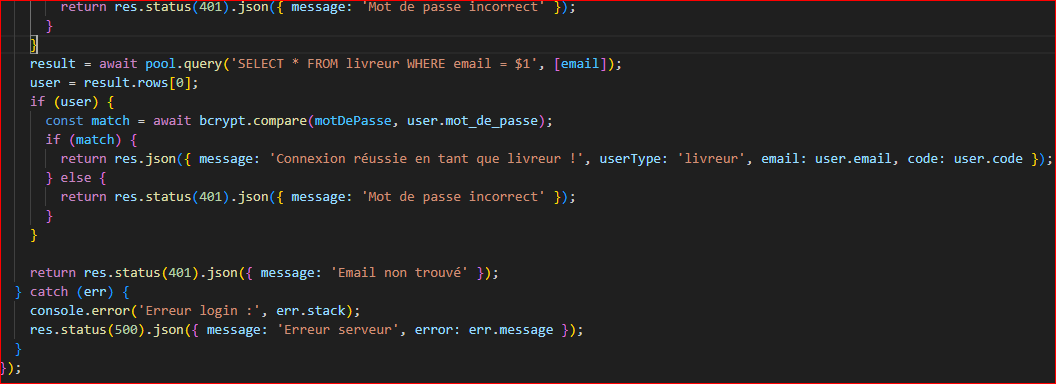 return res.status(401).json({ message: 'Mot de passe incorrect' });
}
}
result = await pool.query('SELECT * FROM livreur WHERE email = $1', [email]);
user = result.rows[0];
if (user) {
const match = await bcrypt.compare(motDePasse, user.mot_de_passe);
if (match) {
return res.json({ message: 'Connexion réussie en tant que livreur !', userType: 'livreur', email: user.email, code: user.code });
} else {
return res.status(401).json({ message: 'Mot de passe incorrect' });
}
}
return res.status(401).json({ message: 'Email non trouvé' });
} catch (err) {
console.error('Erreur login :', err.stack);
res.status(500).json({ message: 'Erreur serveur', error: err.message });
}
});